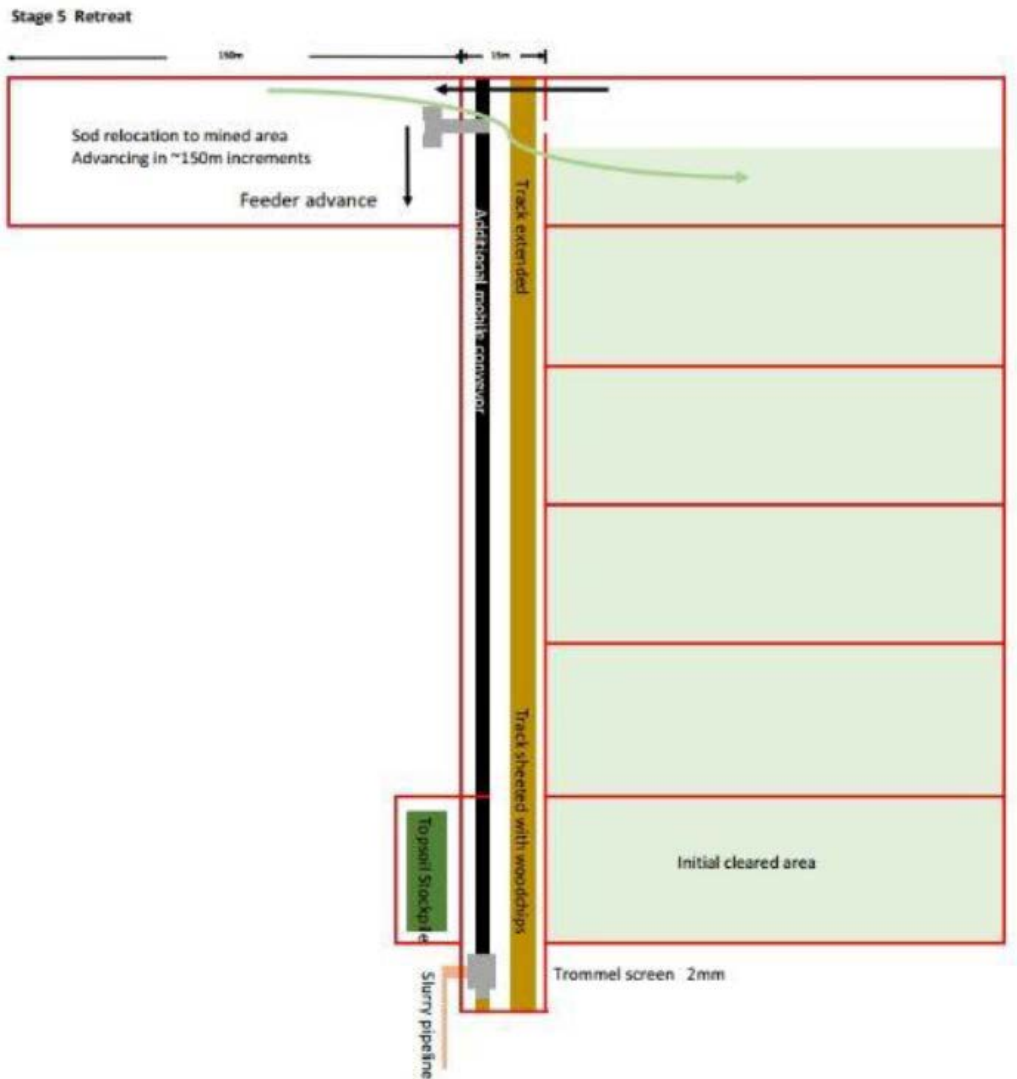 Stage 5 Retreat
150m
15m
Sod relocation to mined area
Advancing in ~150m increments
Feeder advance
Additional mobile conveyor
Track extended
Track sheeted with woodchips
Topsoil Stockpile
Initial cleared area
Trommel screen 2mm
Slurry pipeline